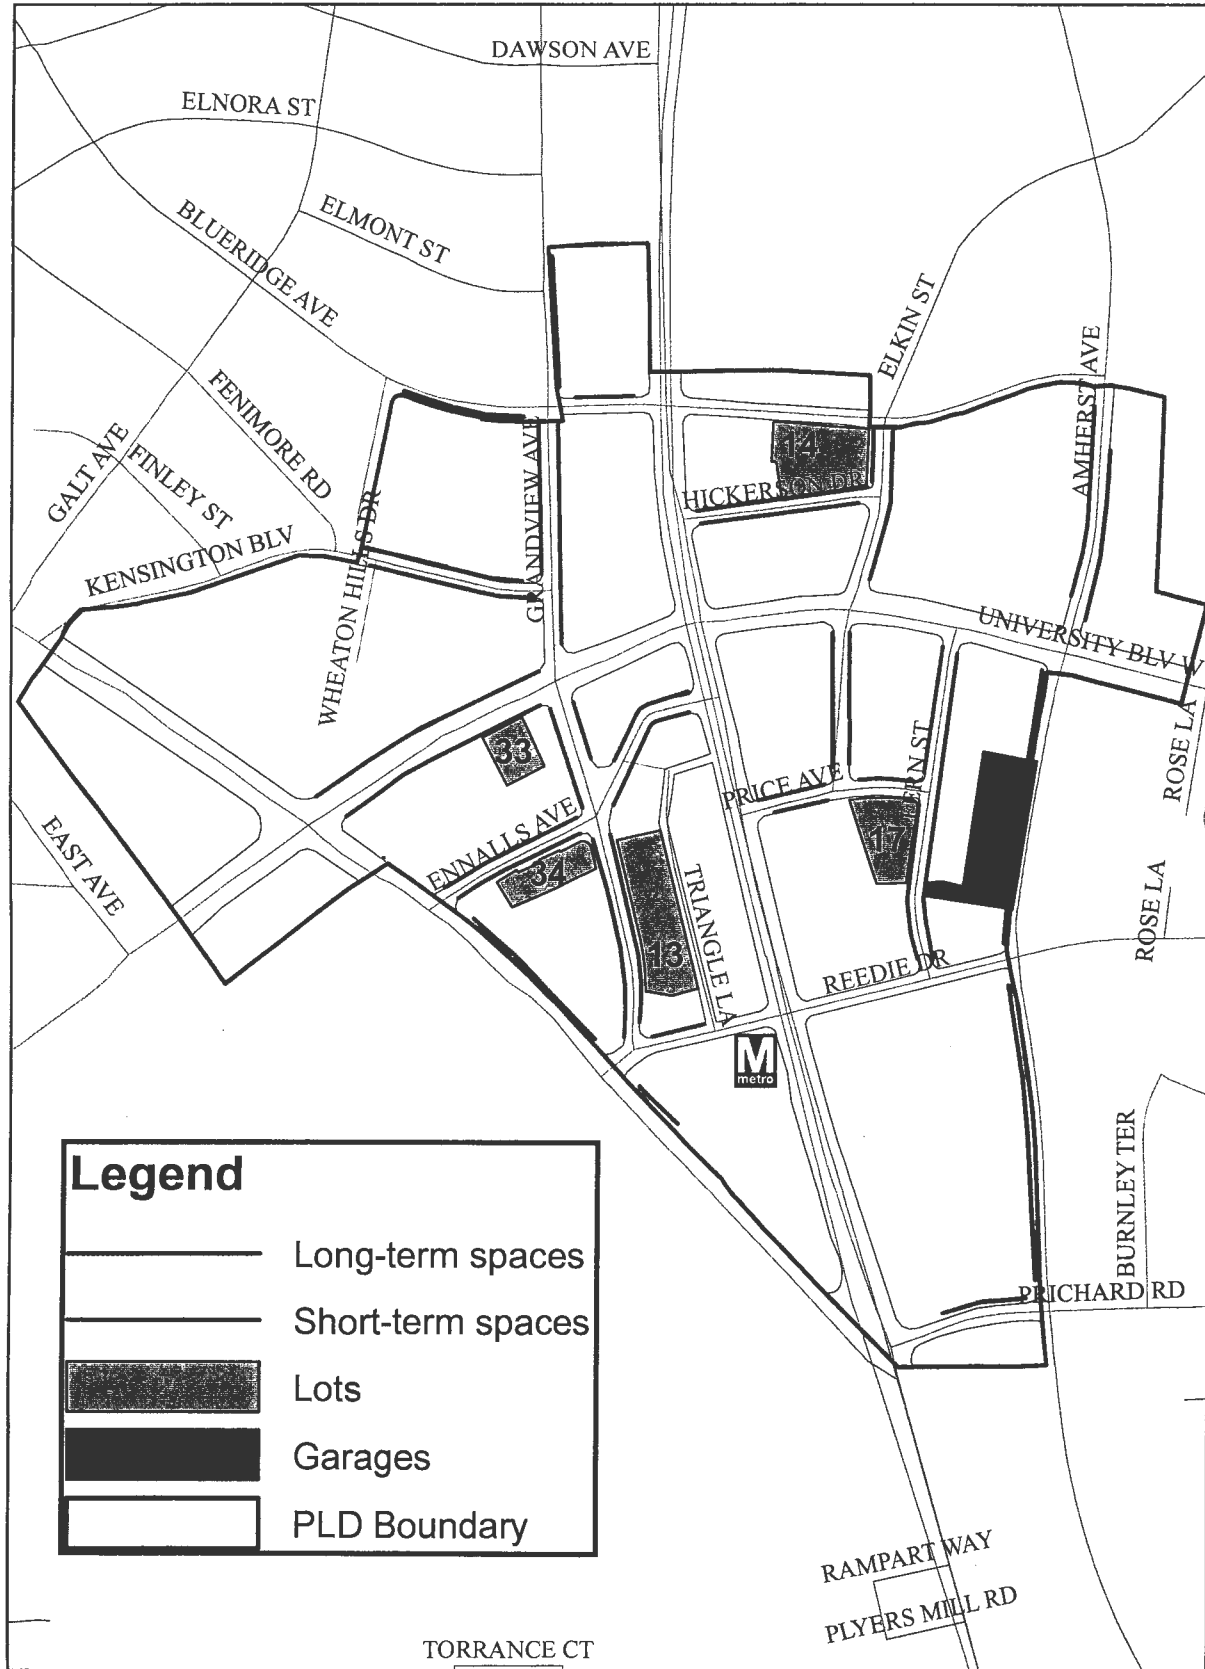 DAWSON AVE
ELNORA ST
ELMONT ST
BLUERIDGE AVE
ELKIN ST
AMHERST AVE
FENIMORE RD
GALT AVE
FINLEY ST
14
HICKERSON DR
GRANDVIEW AVE
WHEATON HILLS DR
KENSINGTON BLV
UNIVERSITY BLV W
ROSE LA
33
PRICE AVE
ERN ST
17
EAST AVE
ENNALLS AVE
34
13
TRIANGLE LA
ROSE LA
REEDIE DR
M
metro
BURNLEY TER
PRICHARD RD
Legend
Long-term spaces
Short-term spaces
Lots
Garages
PLD Boundary
RAMPART WAY
PLYERS MILL RD
TORRANCE CT